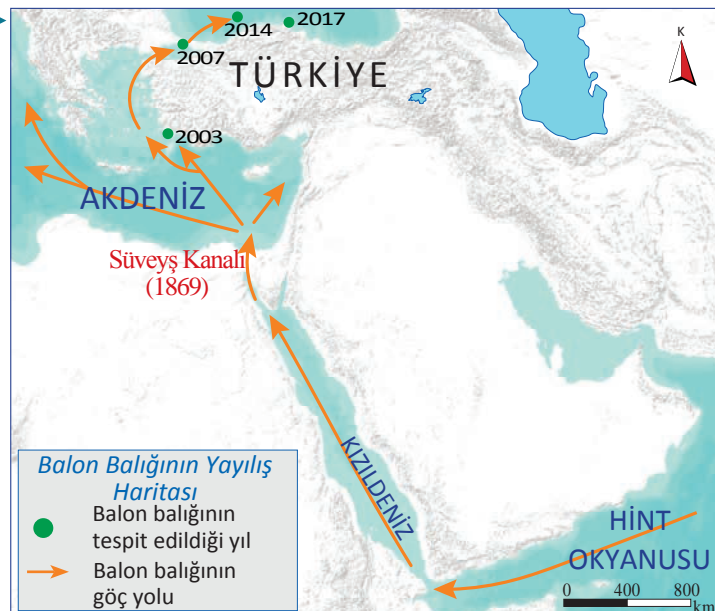 2014
2017
K
2007
TÜRKİYE
2003
AKDENİZ
Süveyş Kanalı
(1869)
KIZILDENİZ
HİNT
OKYANUSU
Balon Balığının Yayılış
Haritası
Balon balığının
tespit edildiği yıl
Balon balığının
göç yolu
0 400 800
km